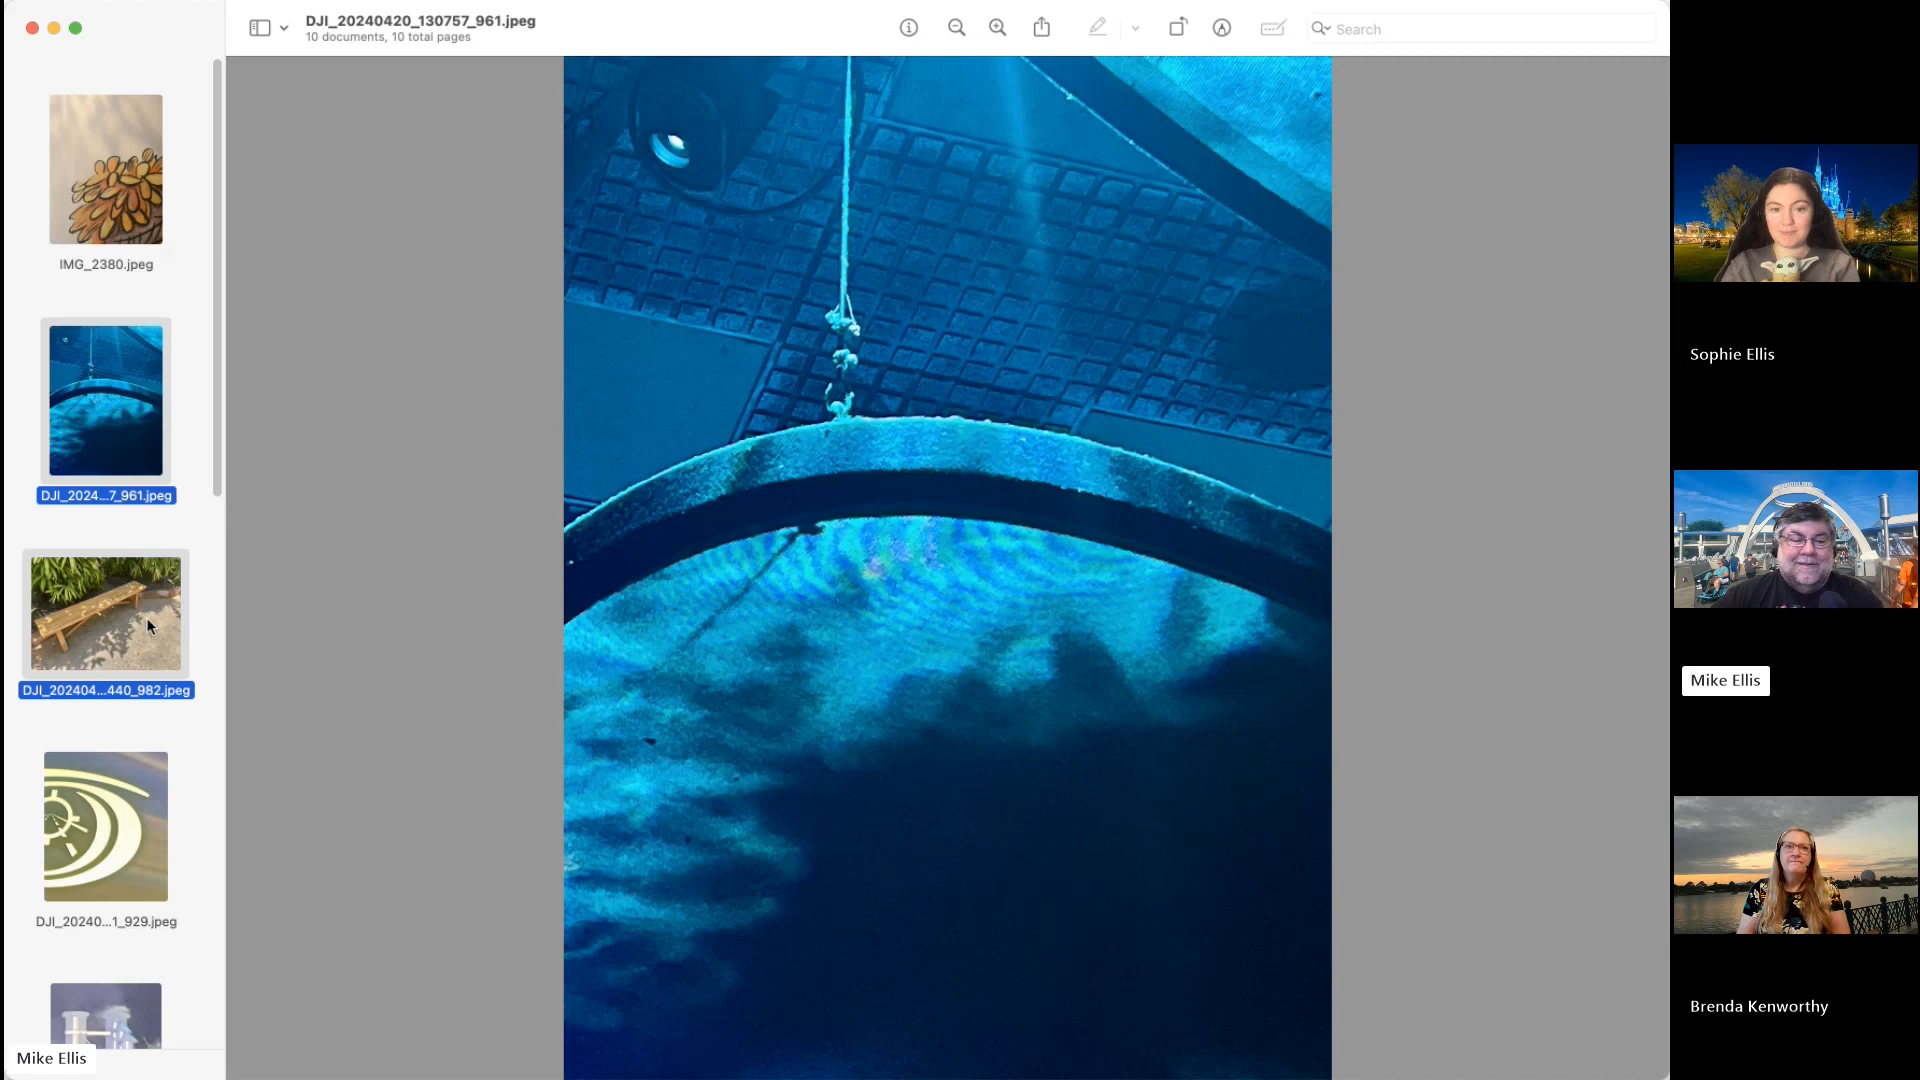 DJI_20240420_130757_961.jpeg
10 documents, 10 total pages
Search
IMG_2380.jpeg
DJI_2024...7_961.jpeg
DJI_202404...440_982.jpeg
DJI_20240...1_929.jpeg
Mike Ellis
Sophie Ellis
Mike Ellis
Brenda Kenworthy